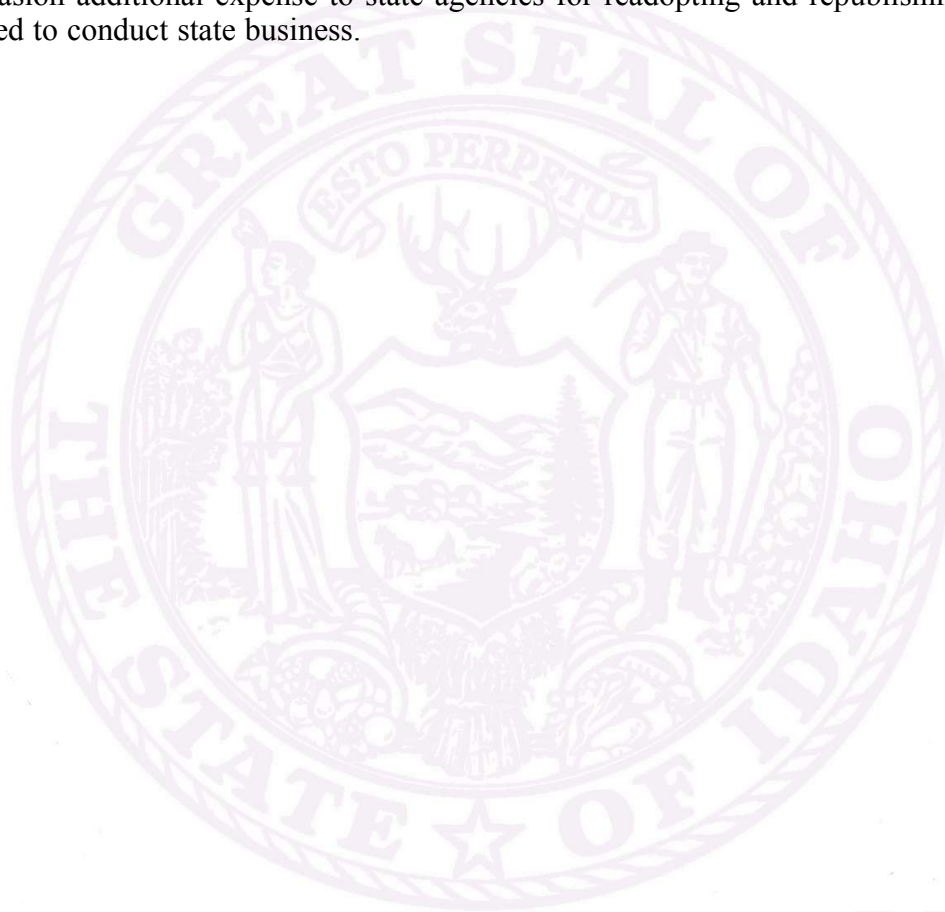 usion additional expense to state agencies for readopting and republishin
ed to conduct state business.
GREAT SEAL OF
ESTO PERPETUA
THE STATE OF IDAHO